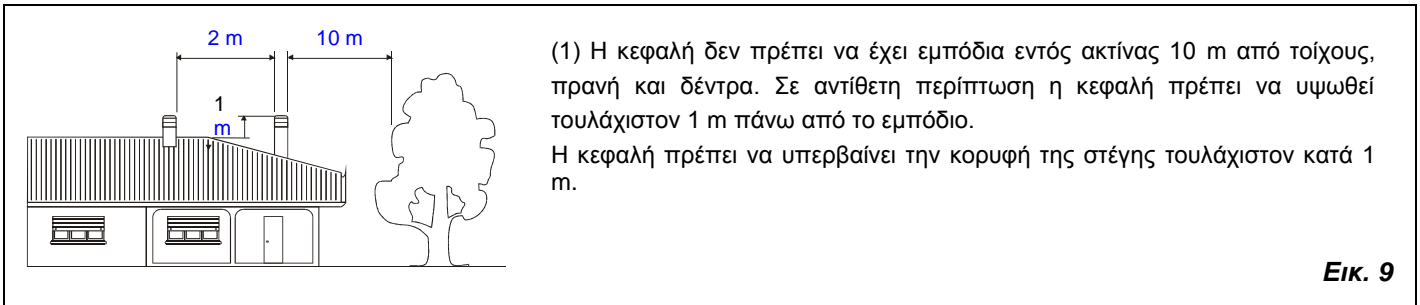 2 m 10 m
1
m
(1) Η κεφαλή δεν πρέπει να έχει εμπόδια εντός ακτίνας 10 m από τοίχους,
πρανή και δέντρα. Σε αντίθετη περίπτωση η κεφαλή πρέπει να υψωθεί
τουλάχιστον 1 m πάνω από το εμπόδιο.
Η κεφαλή πρέπει να υπερβαίνει την κορυφή της στέγης τουλάχιστον κατά 1
m.
Εικ. 9